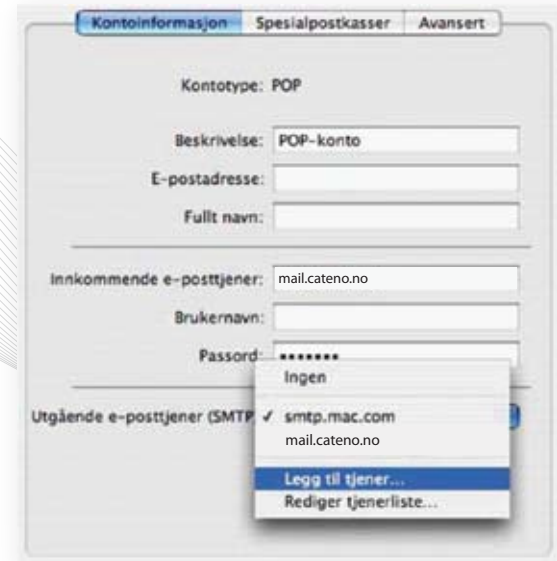 Kontoinformasjon Spesialpostkasser Avansert
Kontotype: POP
Beskrivelse: POP-konto
E-postadresse:
Fullt navn:
Innkommende e-posttjener: mail.cateno.no
Brukernavn:
Passord: •••••••
Ingen
Utgående e-posttjener (SMTP ✓ smtp.mac.com
mail.cateno.no
Legg til tjener...
Rediger tjenerliste...